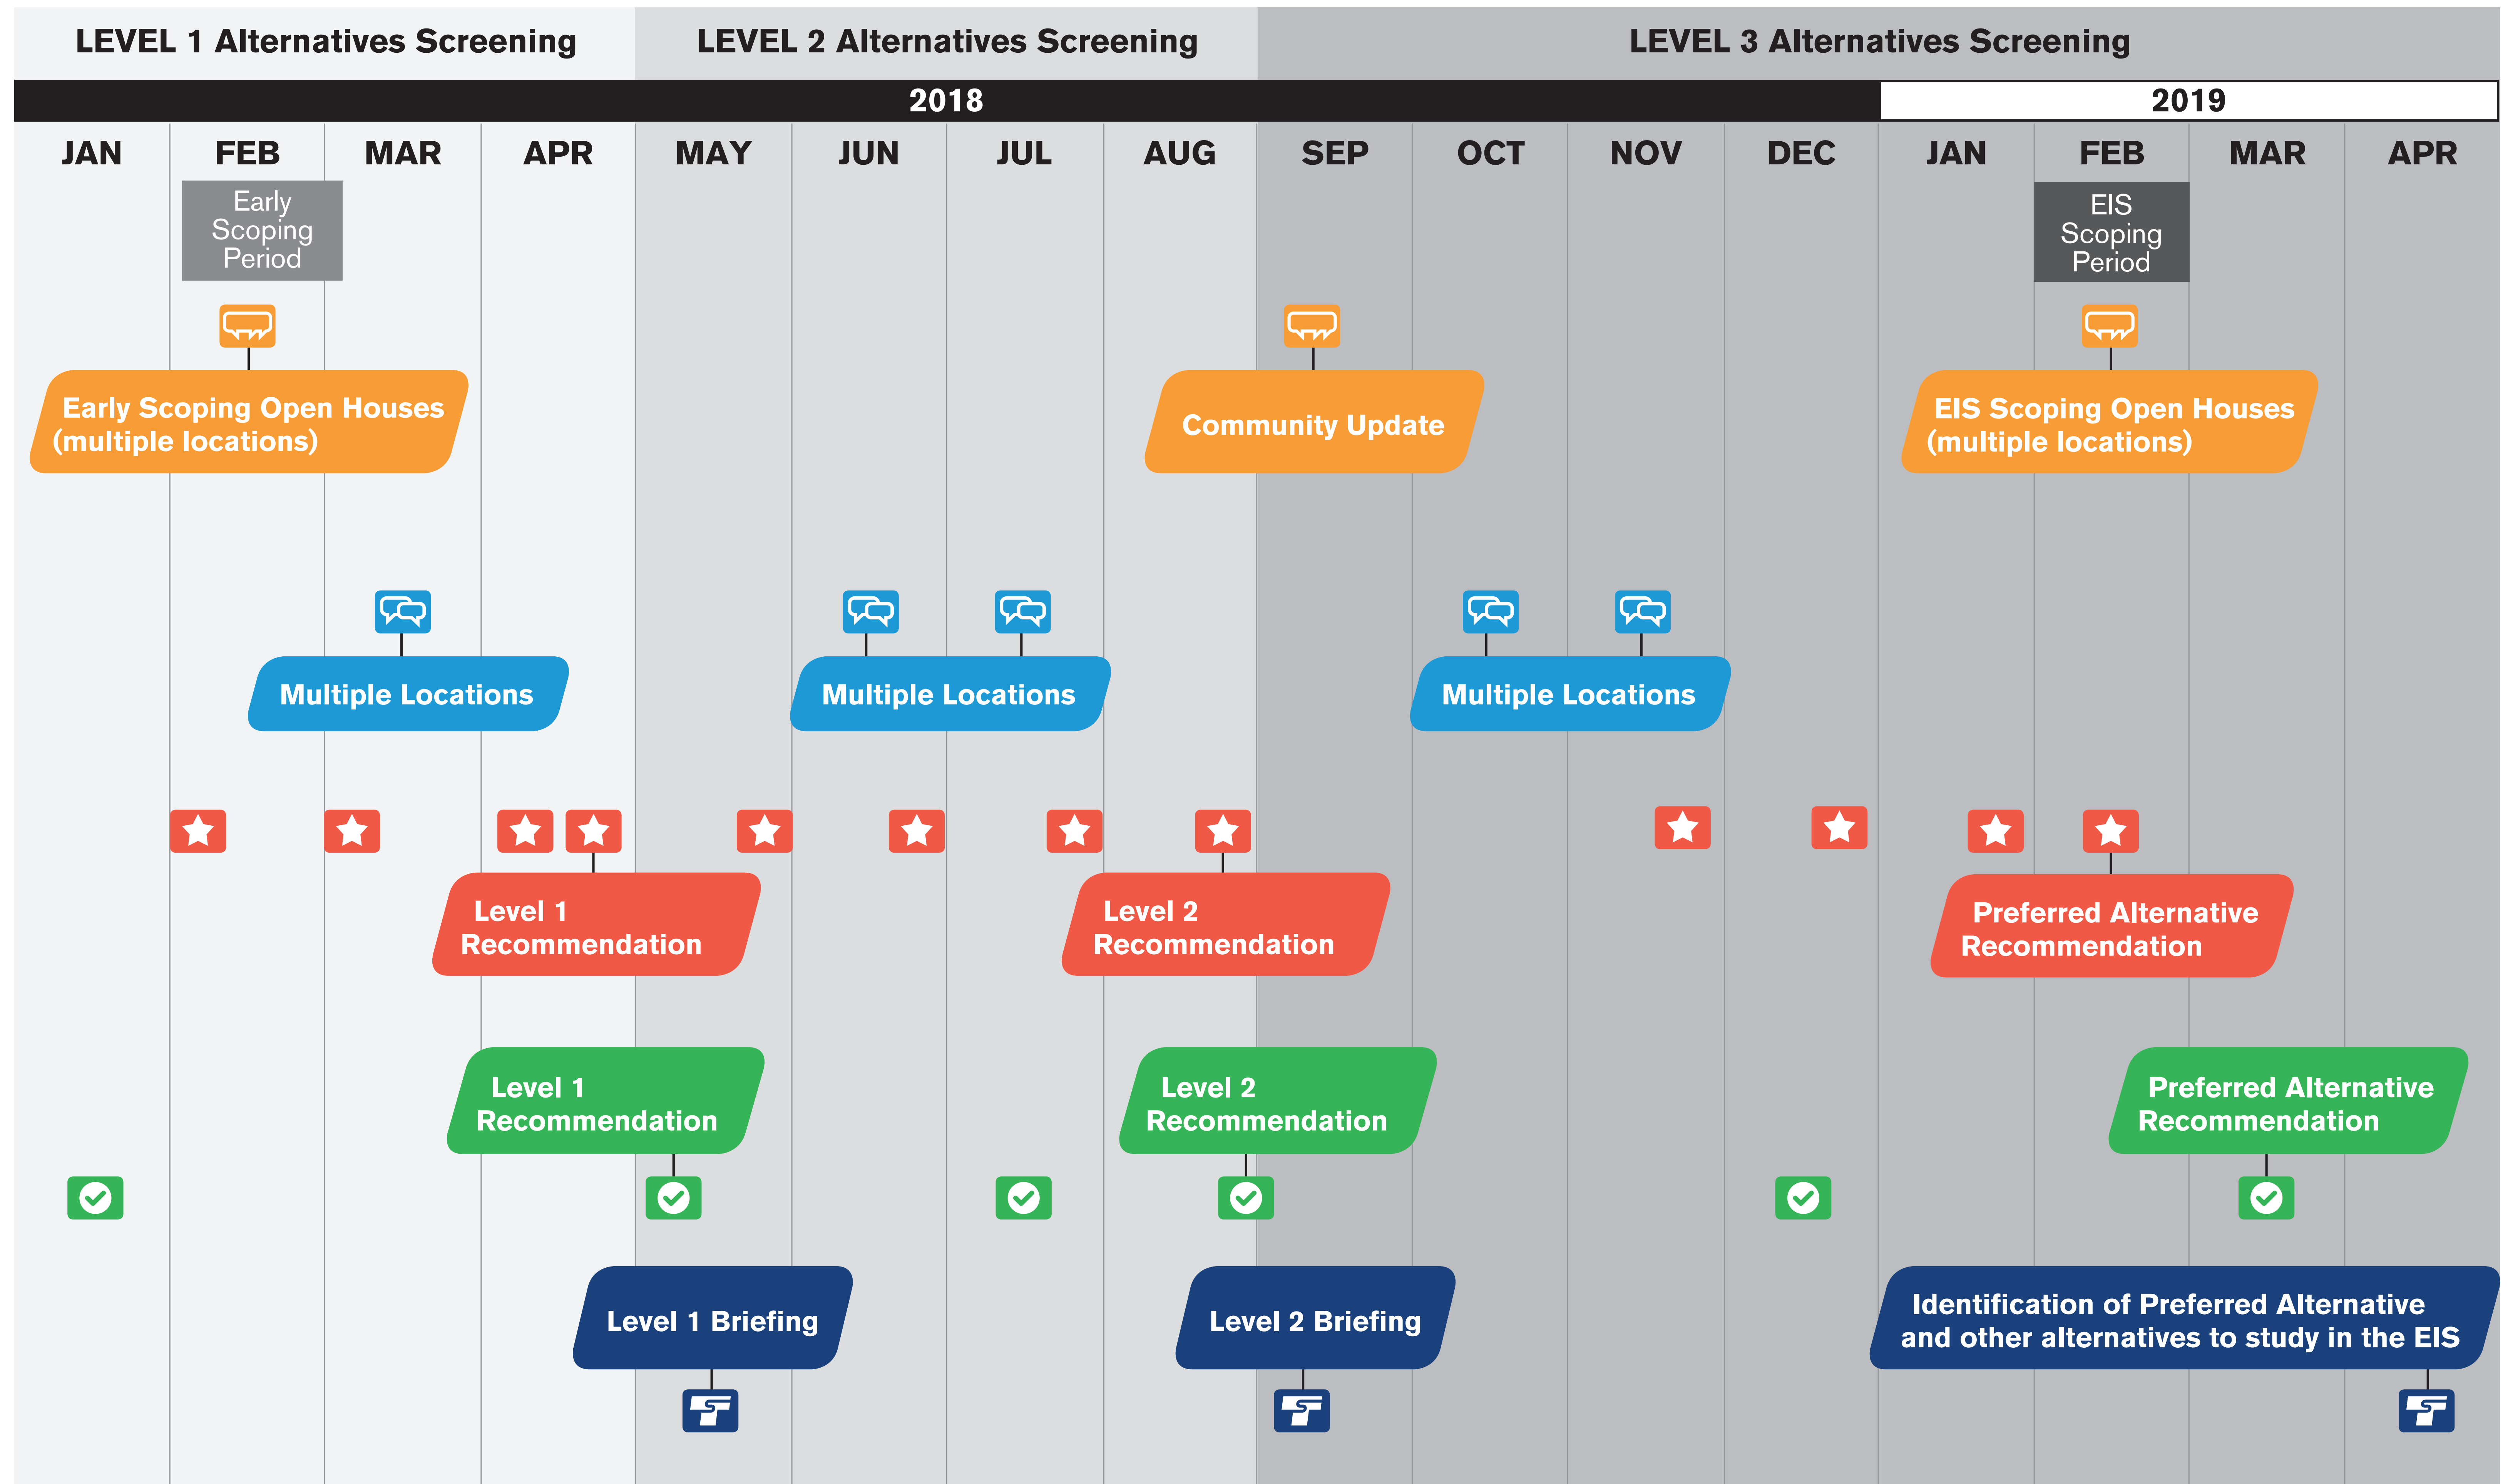 LEVEL 1 Alternatives Screening
LEVEL 2 Alternatives Screening
LEVEL 3 Alternatives Screening
2018
2019
JAN
FEB
MAR
APR
MAY
JUN
JUL
AUG
SEP
OCT
NOV
DEC
JAN
FEB
MAR
APR
Early
Scoping
Period
EIS
Scoping
Period
Early Scoping Open Houses
(multiple locations)
Community Update
EIS Scoping Open Houses
(multiple locations)
Multiple Locations
Multiple Locations
Multiple Locations
Level 1
Recommendation
Level 2
Recommendation
Preferred Alternative
Recommendation
Level 1
Recommendation
Level 2
Recommendation
Preferred Alternative
Recommendation
Level 1 Briefing
Level 2 Briefing
Identification of Preferred Alternative
and other alternatives to study in the EIS